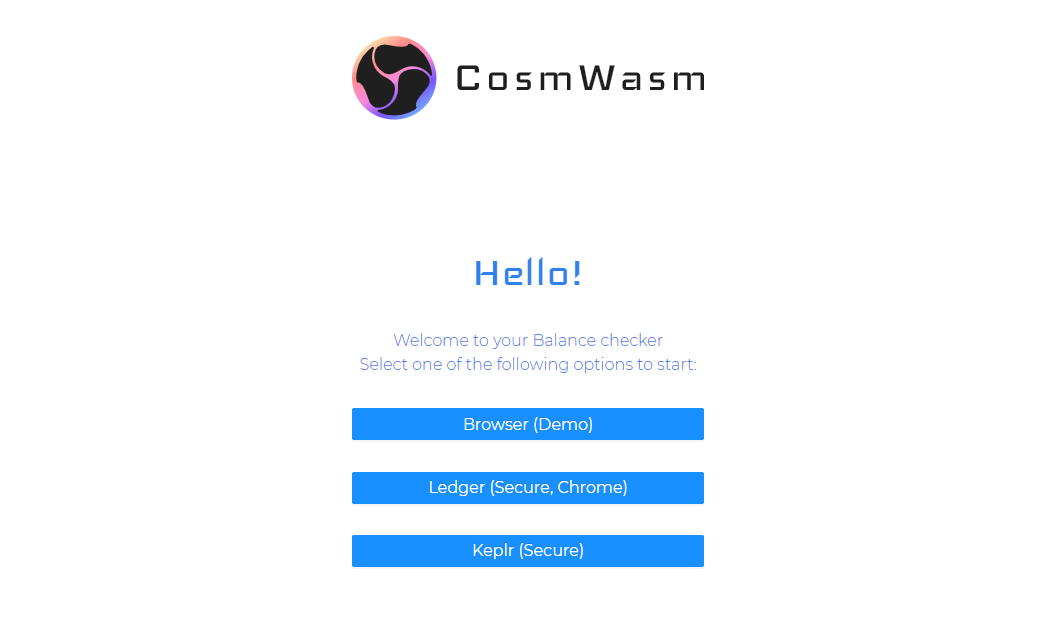 CosmWasm
Hello!
Welcome to your Balance checker
Select one of the following options to start:
Browser (Demo)
Ledger (Secure, Chrome)
Keplr (Secure)